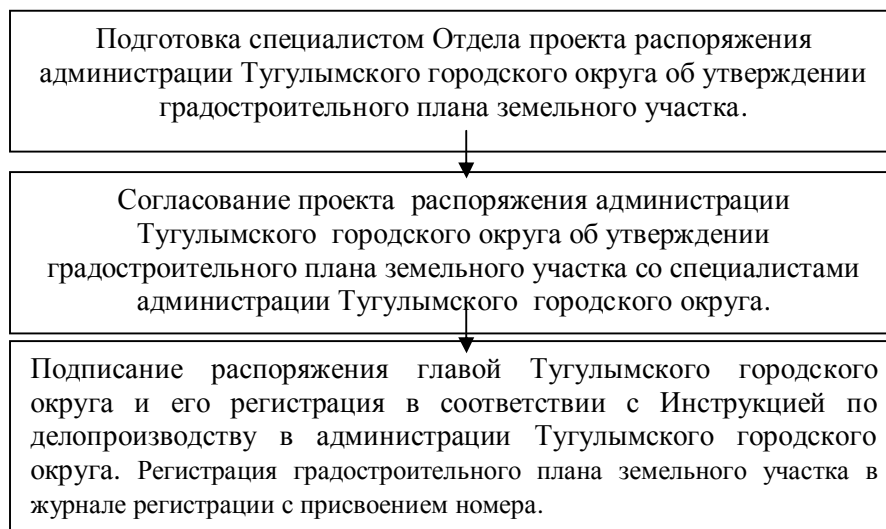 Подготовка специалистом Отдела проекта распоряжения
администрации Тугулымского городского округа об утверждении
градостроительного плана земельного участка.
Согласование проекта распоряжения администрации
Тугулымского городского округа об утверждении
градостроительного плана земельного участка со специалистами
администрации Тугулымского городского округа.
Подписание распоряжения главой Тугулымского городского
округа и его регистрация в соответствии с Инструкцией по
делопроизводству в администрации Тугулымского городского
округа. Регистрация градостроительного плана земельного участка в
журнале регистрации с присвоением номера.